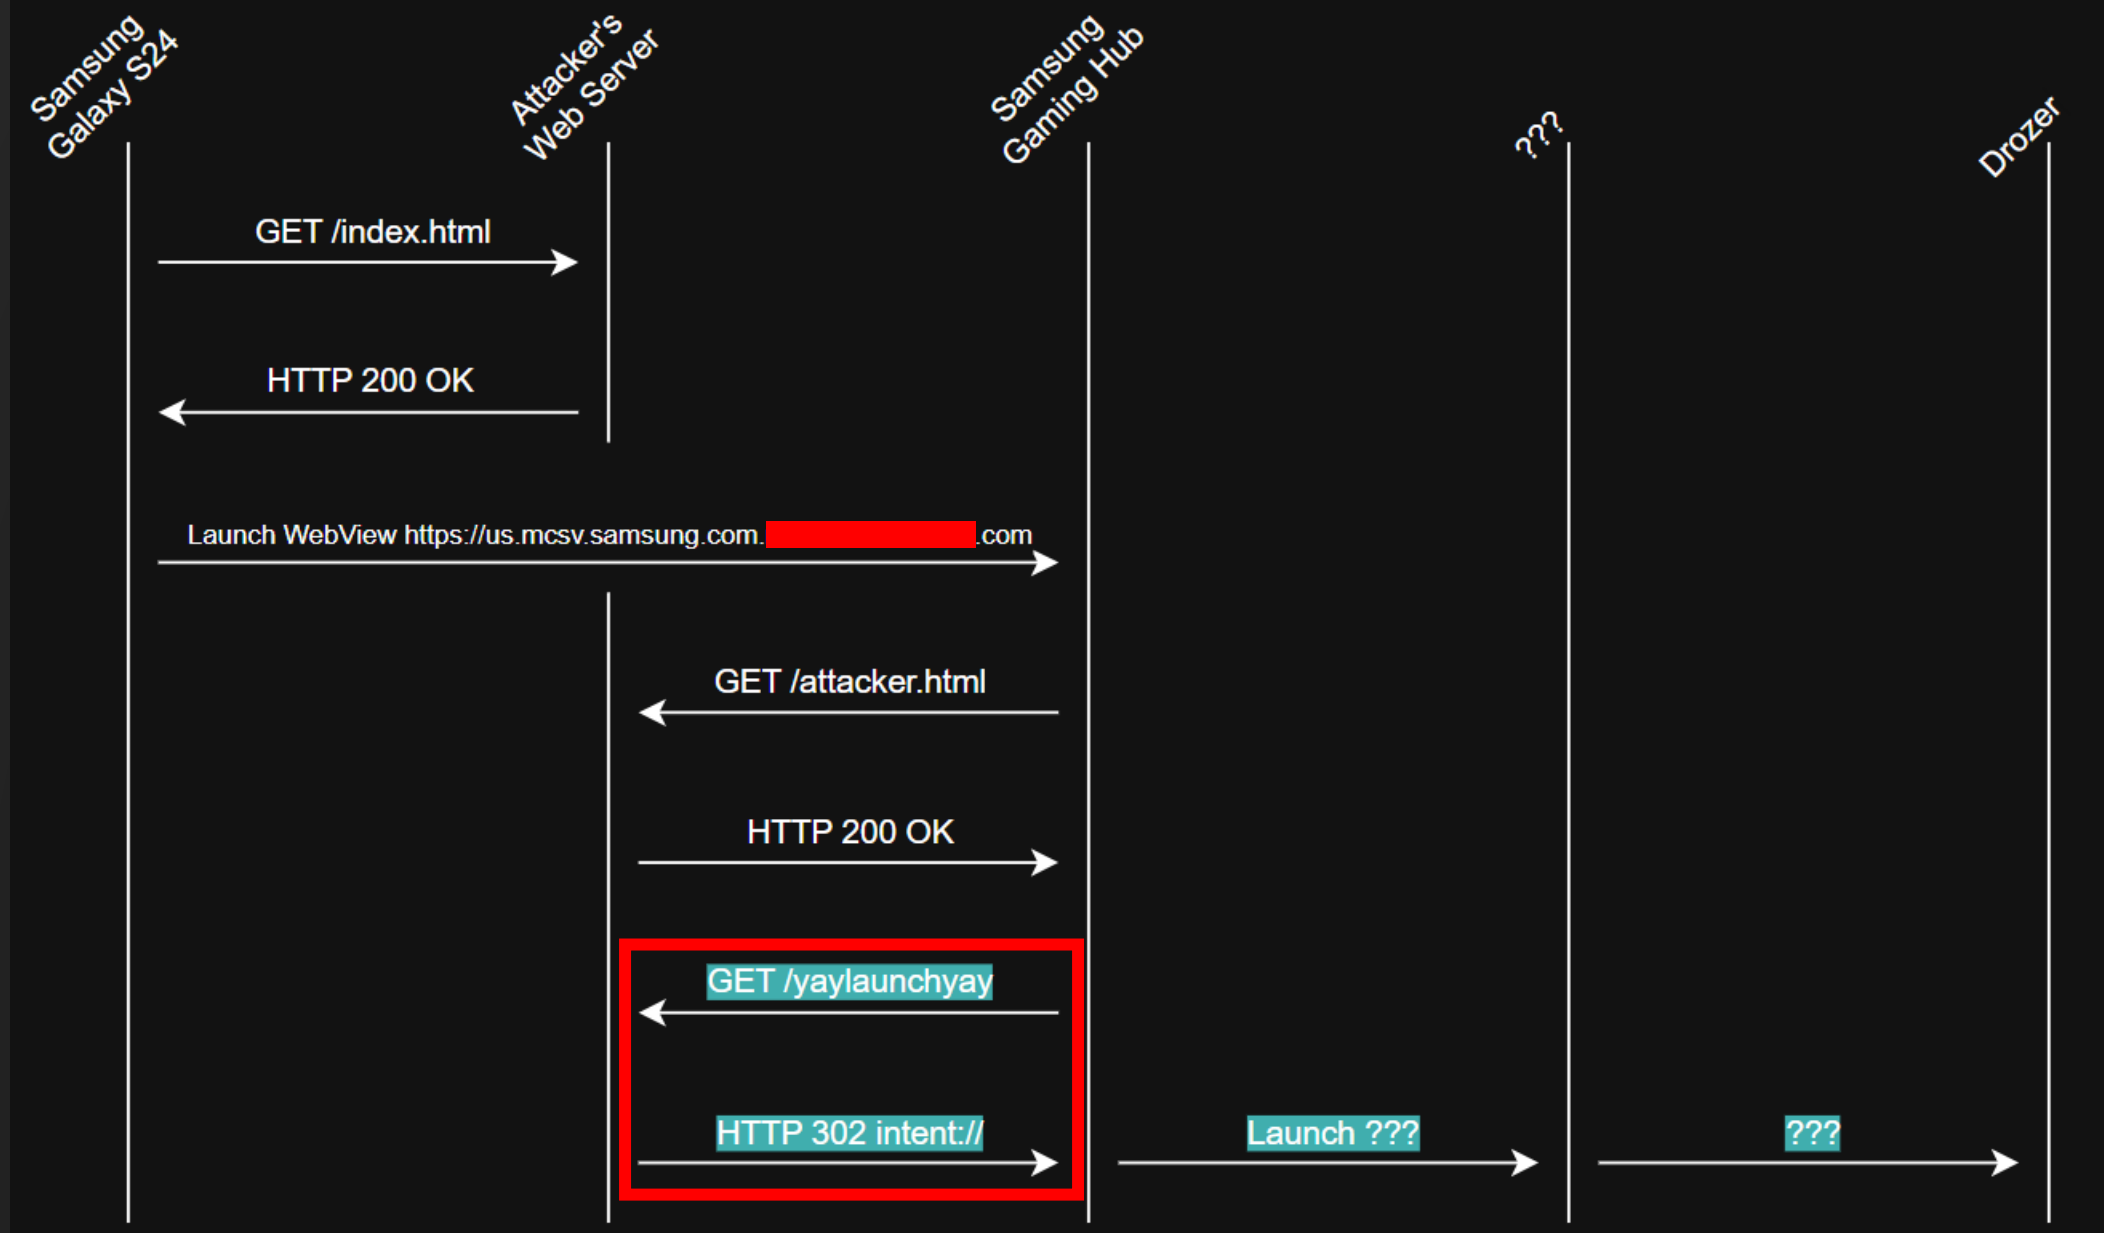 Samsung
Galaxy S24
Attacker's
Web Server
Samsung
Gaming Hub
???
Drozer
GET /index.html
HTTP 200 OK
Launch WebView https://us.mcsv.samsung.com. .com
GET /attacker.html
HTTP 200 OK
GET /yaylaunchyay
HTTP 302 intent://
Launch ???
???